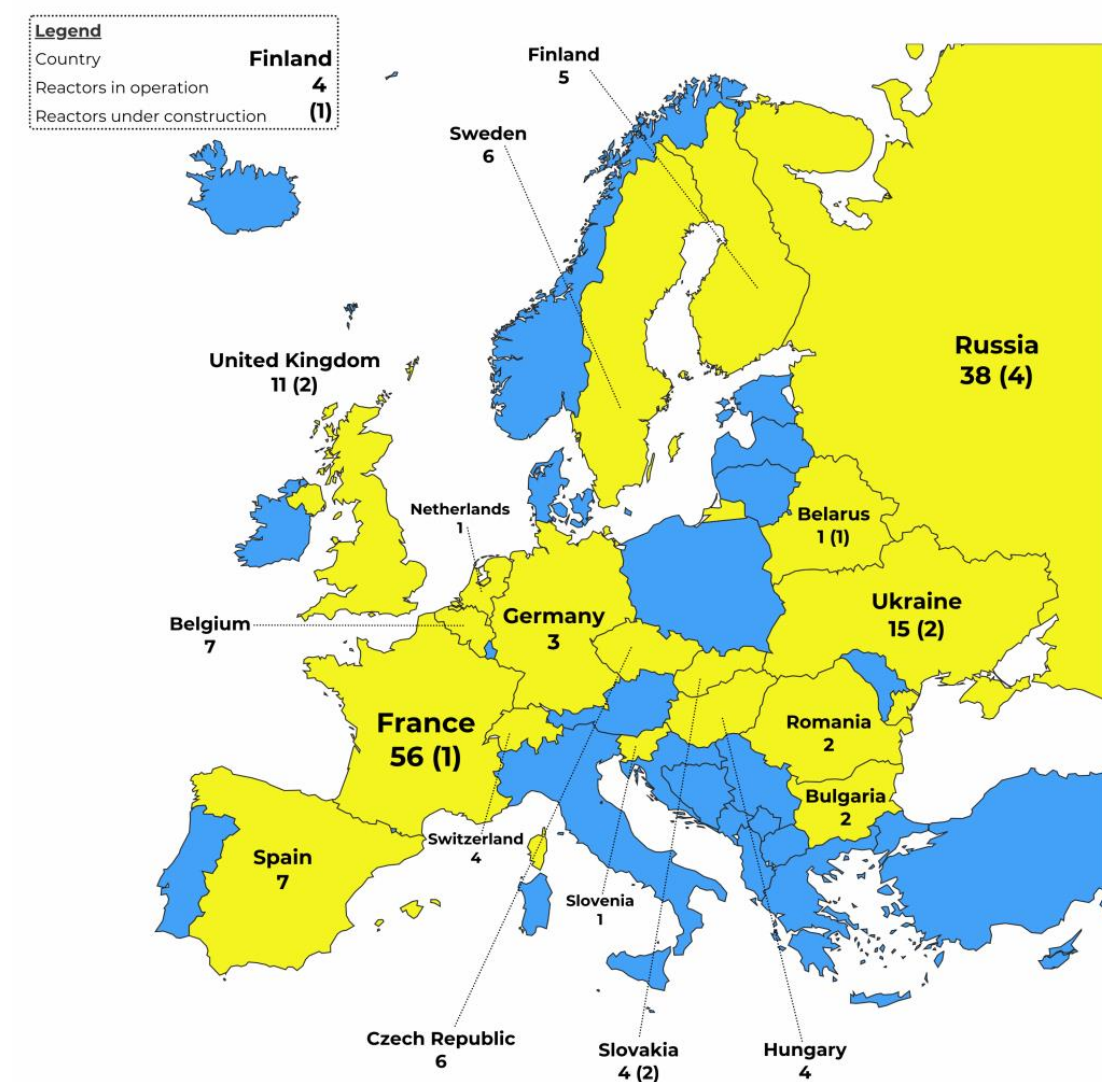 Legend
Country Finland
Reactors in operation 4
Reactors under construction (1)
Finland
5
Sweden
6
Russia
38 (4)
United Kingdom
11 (2)
Netherlands
1
Belarus
1 (1)
Ukraine
15 (2)
Belgium
7
Germany
3
France
56 (1)
Romania
2
Bulgaria
2
Switzerland
4
Spain
7
Slovenia
1
Czech Republic
6
Slovakia
4 (2)
Hungary
4